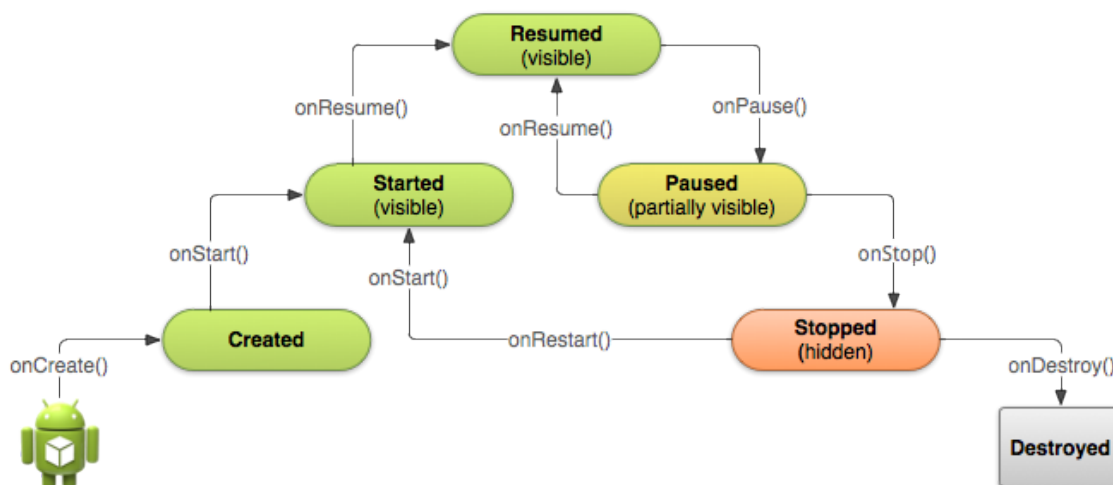 Resumed
(visible)
onResume()
onResume()
onPause()
Started
(visible)
Paused
(partially visible)
onStart()
onStart()
onStop()
Created
onRestart()
Stopped
(hidden)
onCreate()
onDestroy()
Destroyed